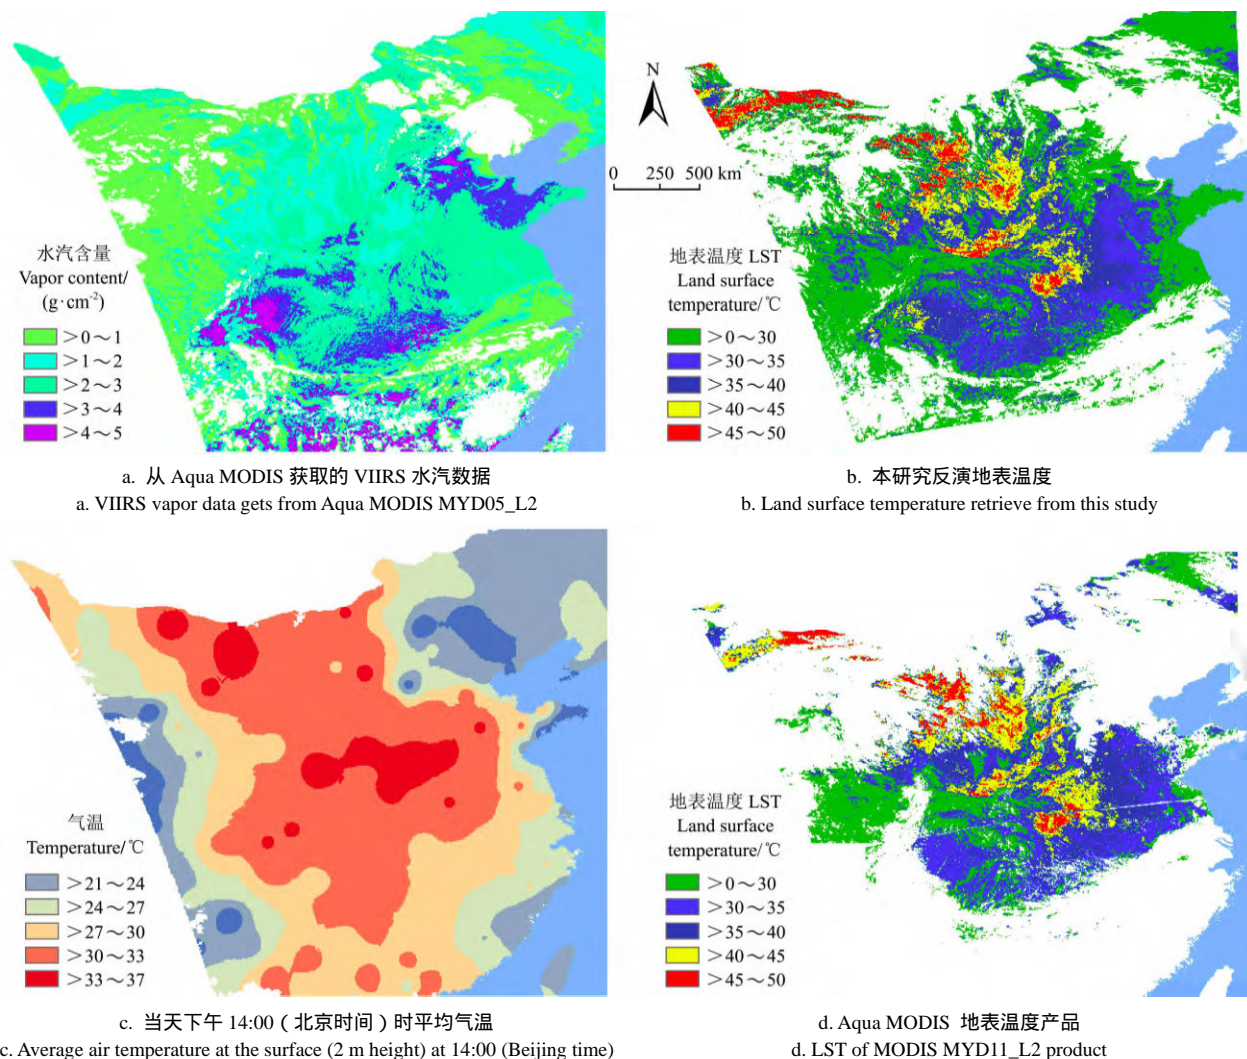 水汽含量
Vapor content/
(g·cm⁻²)
>0～1
>1～2
>2～3
>3～4
>4～5
a. 从 Aqua MODIS 获取的 VIIRS 水汽数据
a. VIIRS vapor data gets from Aqua MODIS MYD05_L2
N
0 250 500 km
地表温度 LST
Land surface
temperature/℃
>0～30
>30～35
>35～40
>40～45
>45～50
b. 本研究反演地表温度
b. Land surface temperature retrieve from this study
气温
Temperature/℃
>21～24
>24～27
>27～30
>30～33
>33～37
c. 当天下午 14:00（北京时间）时平均气温
c. Average air temperature at the surface (2 m height) at 14:00 (Beijing time)
地表温度 LST
Land surface
temperature/℃
>0～30
>30～35
>35～40
>40～45
>45～50
d. Aqua MODIS 地表温度产品
d. LST of MODIS MYD11_L2 product